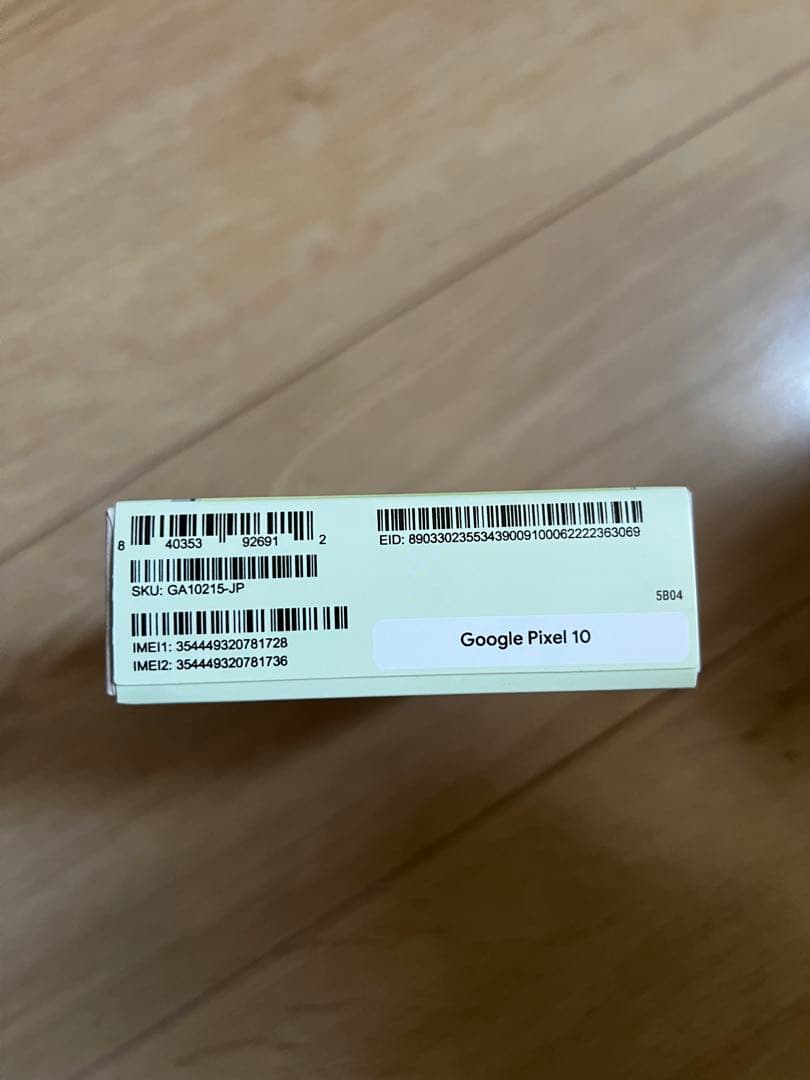 8 40353 92691 2
SKU: GA10215-JP
IMEI1: 354449320781728
IMEI2: 354449320781736
EID: 89033023553439009100062222363069
5B04
Google Pixel 10